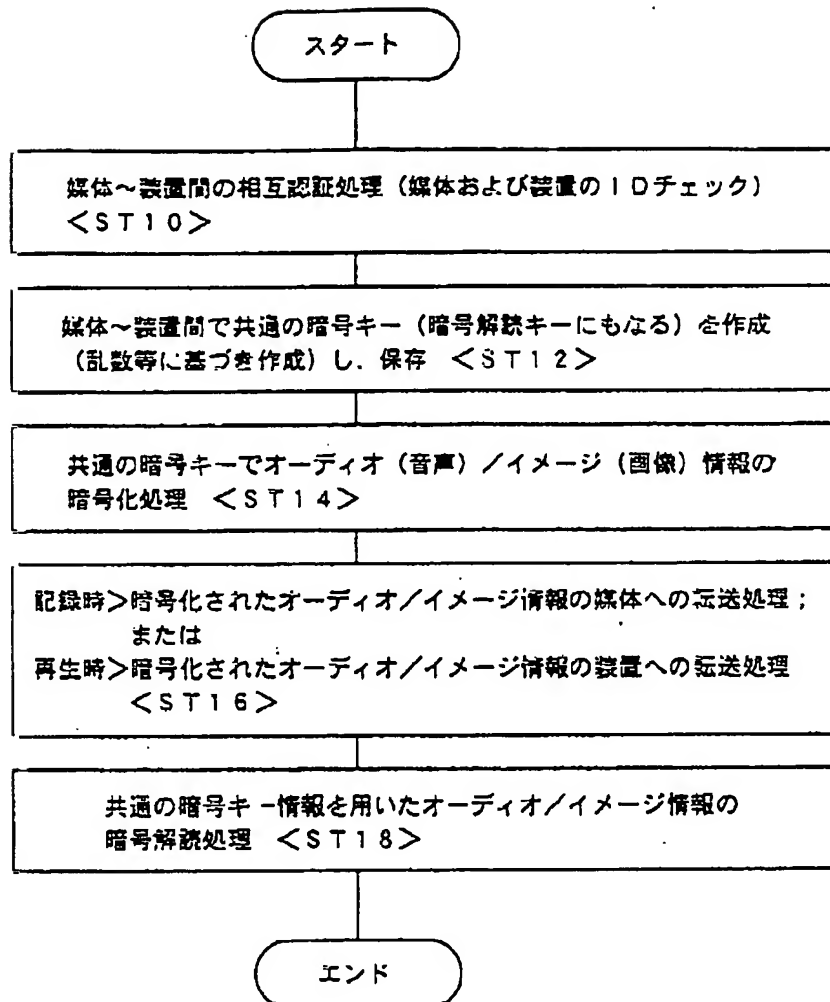 スタート
媒体～装置間の相互認証処理（媒体および装置のＩＤチェック）
＜ＳＴ１０＞
媒体～装置間で共通の暗号キー（暗号解読キーにもなる）を作成
（乱数等に基づき作成）し、保存 ＜ＳＴ１２＞
共通の暗号キーでオーディオ（音声）／イメージ（画像）情報の
暗号化処理 ＜ＳＴ１４＞
記録時＞暗号化されたオーディオ／イメージ情報の媒体への転送処理；
または
再生時＞暗号化されたオーディオ／イメージ情報の装置への転送処理
＜ＳＴ１６＞
共通の暗号キー情報を用いたオーディオ／イメージ情報の
暗号解読処理 ＜ＳＴ１８＞
エンド